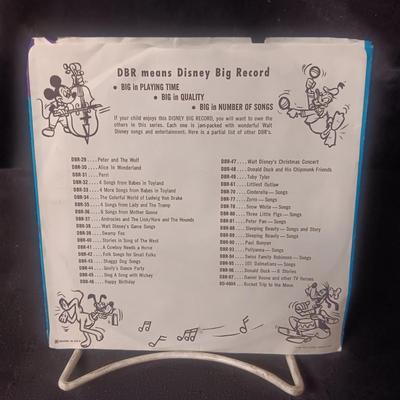 DBR means Disney Big Record
• BIG in PLAYING TIME
• BIG in QUALITY
• BIG in NUMBER OF SONGS
If your child enjoys this DISNEY BIG RECORD, you will want to own the
others in this series. Each one is jam-packed with wonderful Walt
Disney songs and entertainment. Here is a partial list of other DBR's.
DBR-29 .... Peter and The Wolf
DBR-30 .... Alice In Wonderland
DBR-31 .... Perri
DBR-32 .... 4 Songs from Babes in Toyland
DBR-33 .... 4 More Songs from Babes in Toyland
DBR-34 .... The Colorful World of Ludwig Von Drake
DBR-35 .... 4 Songs from Lady and The Tramp
DBR-36 .... 8 Songs from Mother Goose
DBR-37 .... Androcles and The Lion/Hare and The Hounds
DBR-38 .... Walt Disney's Dance Songs
DBR-39 .... Swamp Fox
DBR-40 .... Stories in Song of The West
DBR-41 .... A Cowboy Needs a Horse
DBR-42 .... Folk Songs for Small Folks
DBR-43 .... Shaggy Dog Songs
DBR-44 .... Goofy's Dance Party
DBR-45 .... Sing A Song with Mickey
DBR-46 .... Happy Birthday
DBR-47 .... Walt Disney's Christmas Concert
DBR-48 .... Donald Duck and His Chipmunk Friends
DBR-49 .... Toby Tyler
DBR-61 .... Littlest Outlaw
DBR-70 .... Cinderella—Songs
DBR-77 .... Zorro—Songs
DBR-78 .... Snow White—Songs
DBR-80 .... Three Little Pigs—Songs
DBR-81 .... Peter Pan—Songs
DBR-88 .... Sleeping Beauty—Songs and Story
DBR-89 .... Sleeping Beauty—Songs
DBR-90 .... Paul Bunyan
DBR-93 .... Pollyanna—Songs
DBR-94 .... Swiss Family Robinson—Songs
DBR-95 .... 101 Dalmatians—Songs
DBR-96 .... Donald Duck—6 Stories
DBR-97 .... Daniel Boone and other TV Heroes